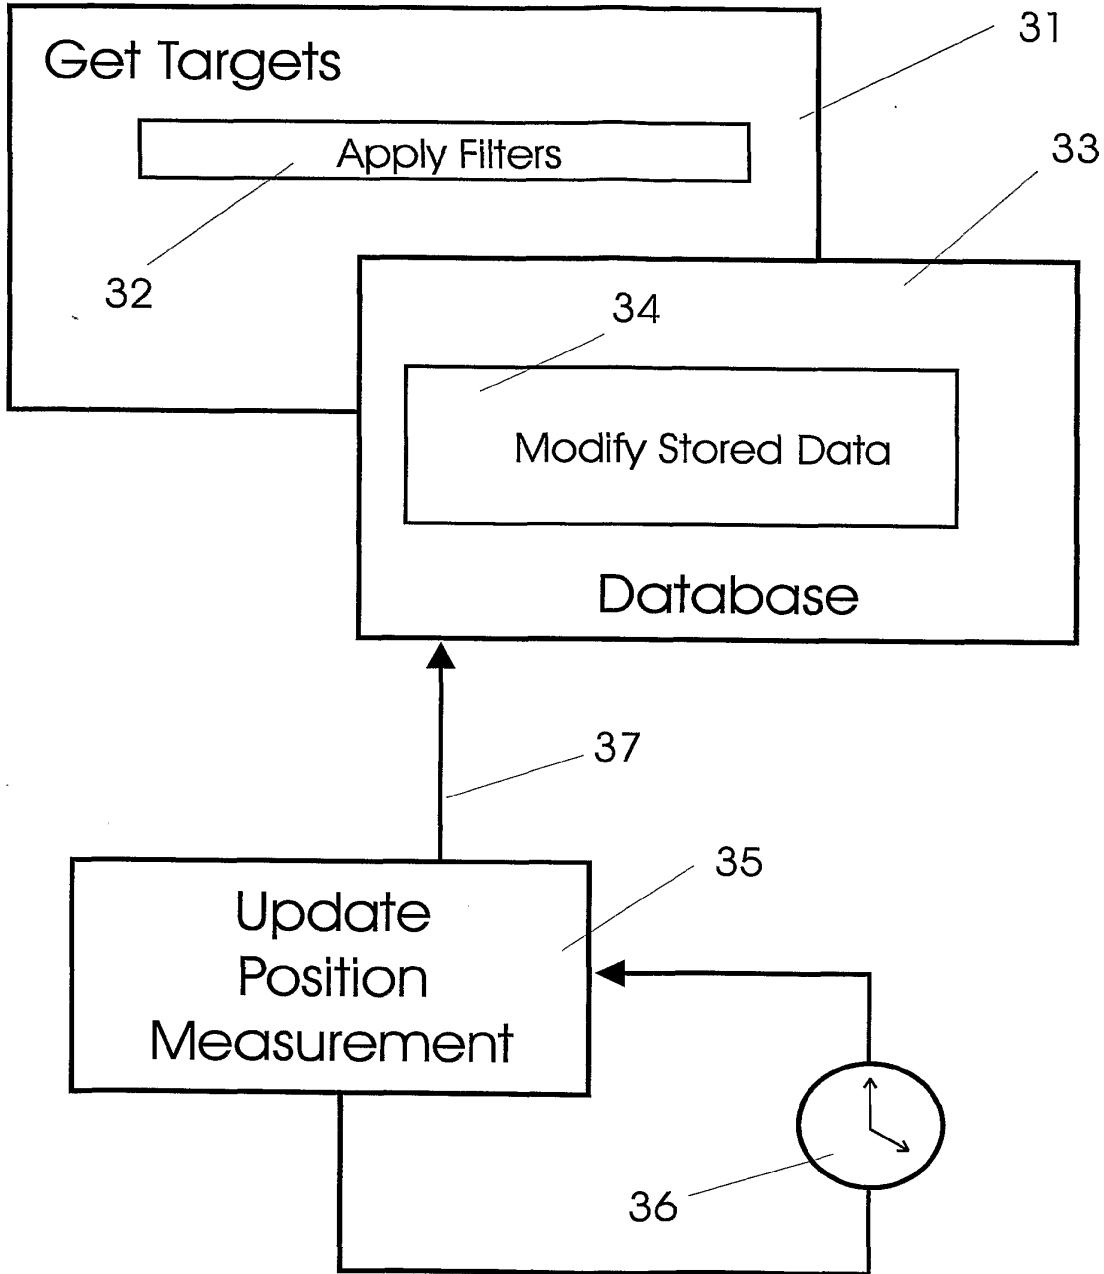 31
Get Targets
Apply Filters
33
32
34
Modify Stored Data
Database
37
35
Update
Position
Measurement
36